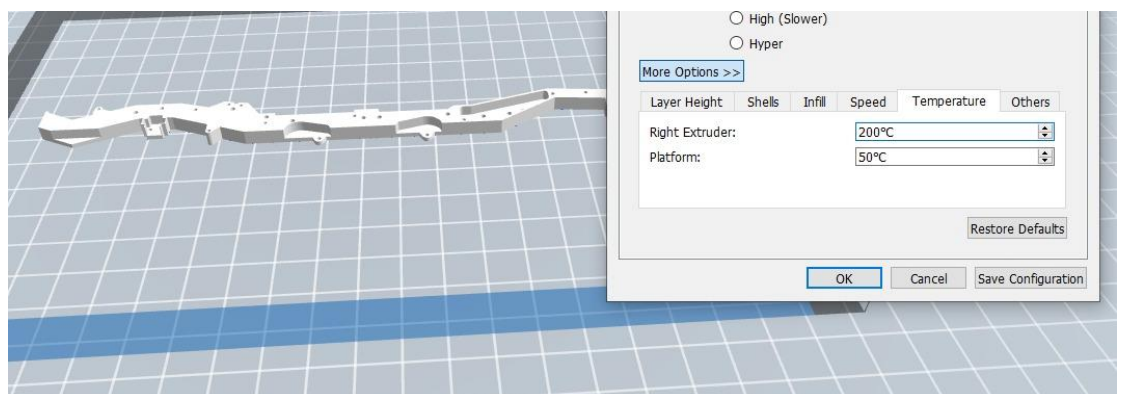 High (Slower)
Hyper
More Options >>
Layer Height Shells Infill Speed Temperature Others
Right Extruder: 200°C
Platform: 50°C
Restore Defaults
OK Cancel Save Configuration